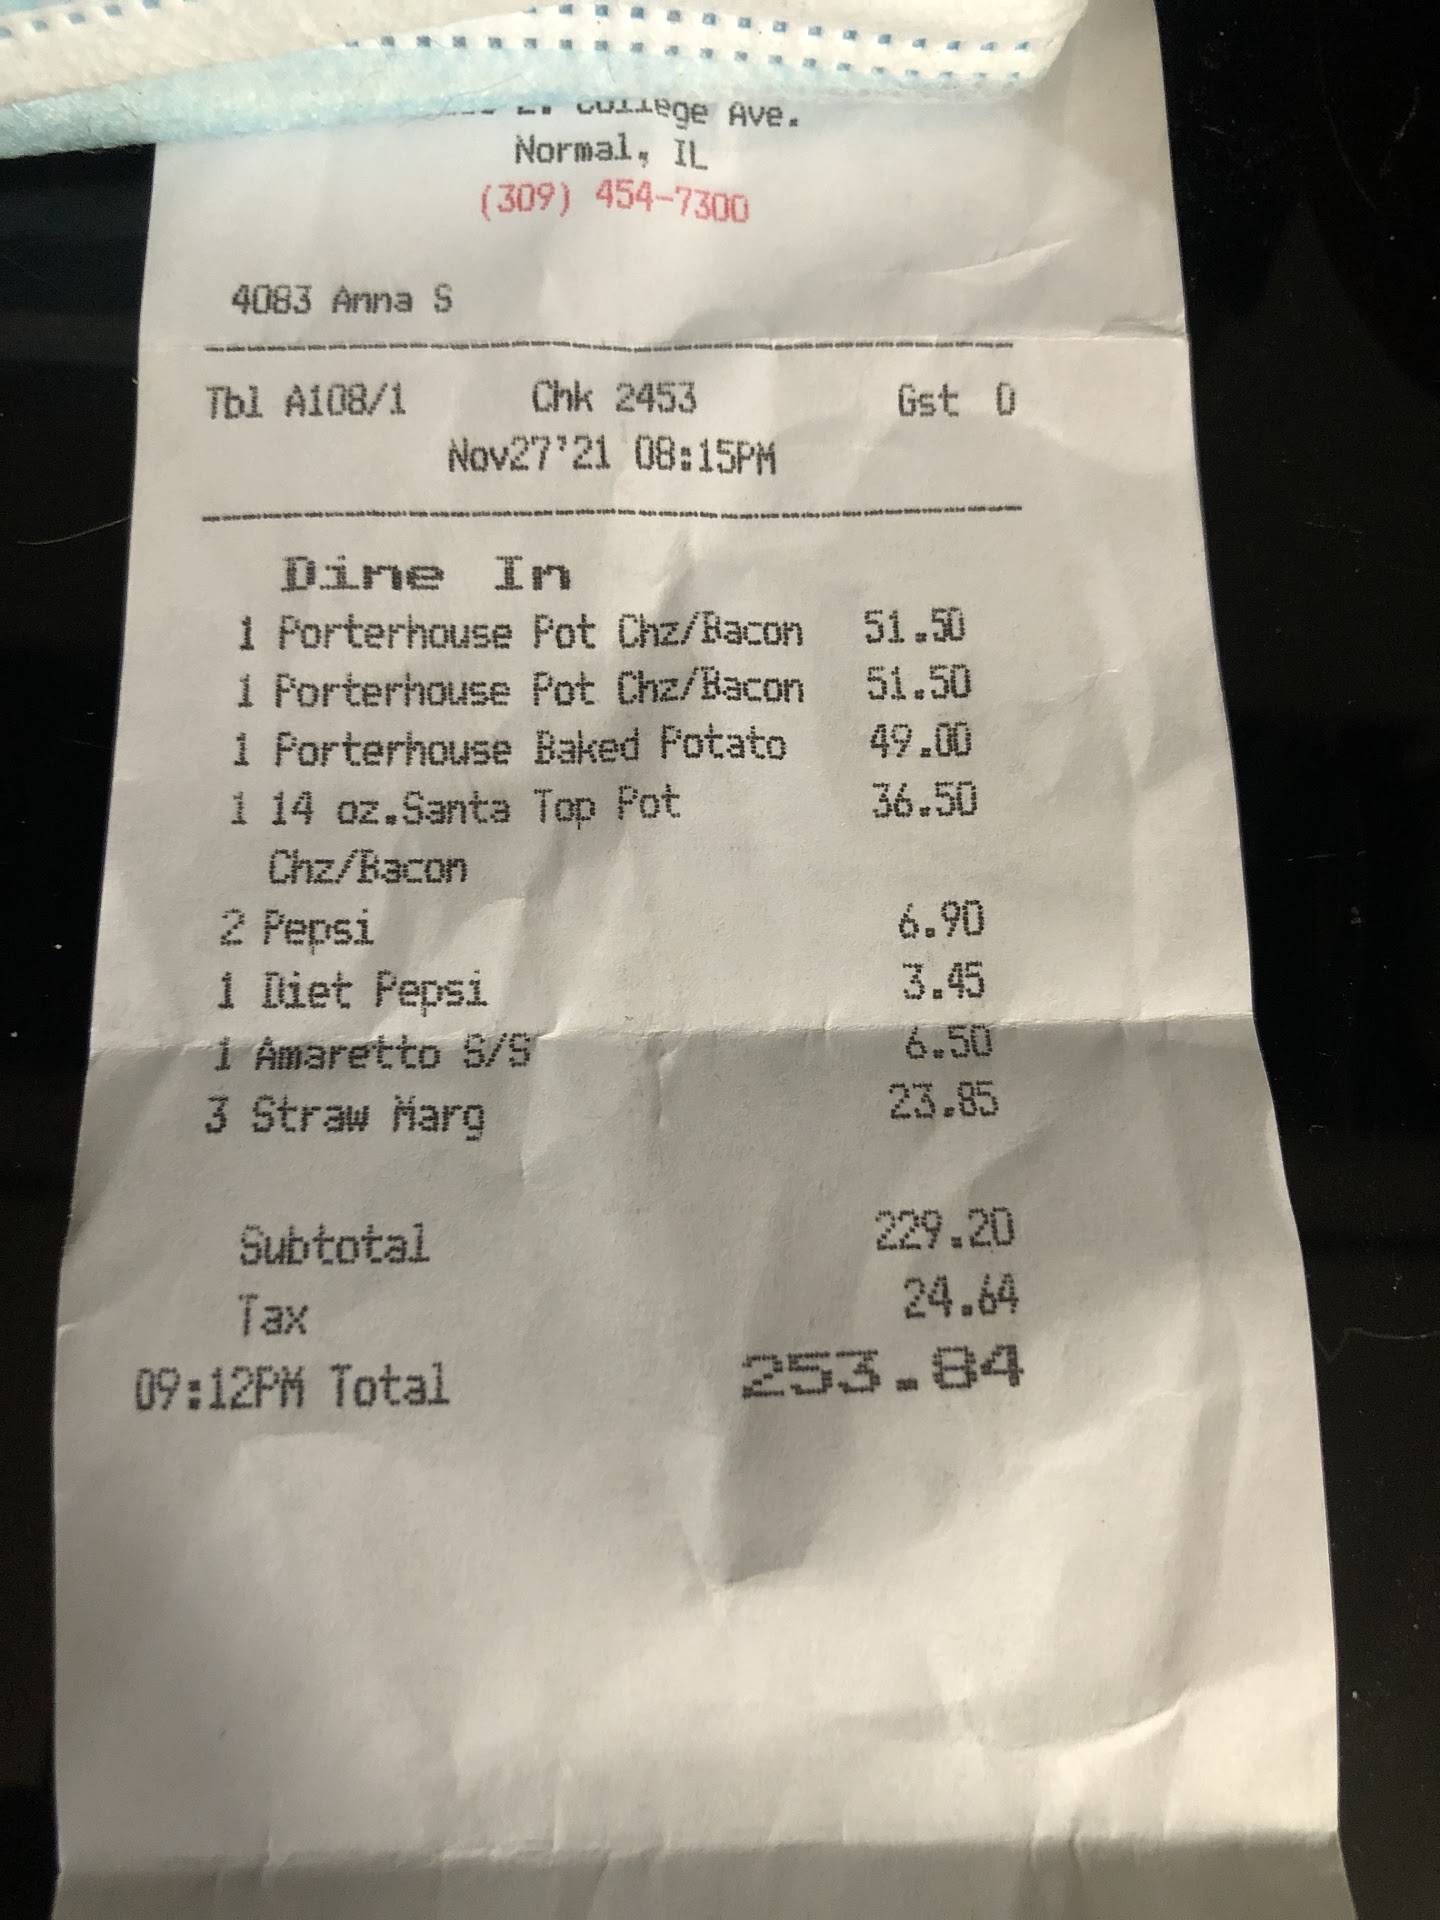 College Ave.
Normal, IL
(309) 454-7300
4083 Anna S
Tbl A108/1 Chk 2453 Gst 0
Nov27'21 08:15PM
Dine In
1 Porterhouse Pot Chz/Bacon 51.50
1 Porterhouse Pot Chz/Bacon 51.50
1 Porterhouse Baked Potato 49.00
1 14 oz.Santa Top Pot 36.50
Chz/Bacon
2 Pepsi 6.90
1 Diet Pepsi 3.45
1 Amaretto S/S 6.50
3 Straw Marg 23.85
Subtotal 229.20
Tax 24.64
09:12PM Total 253.84